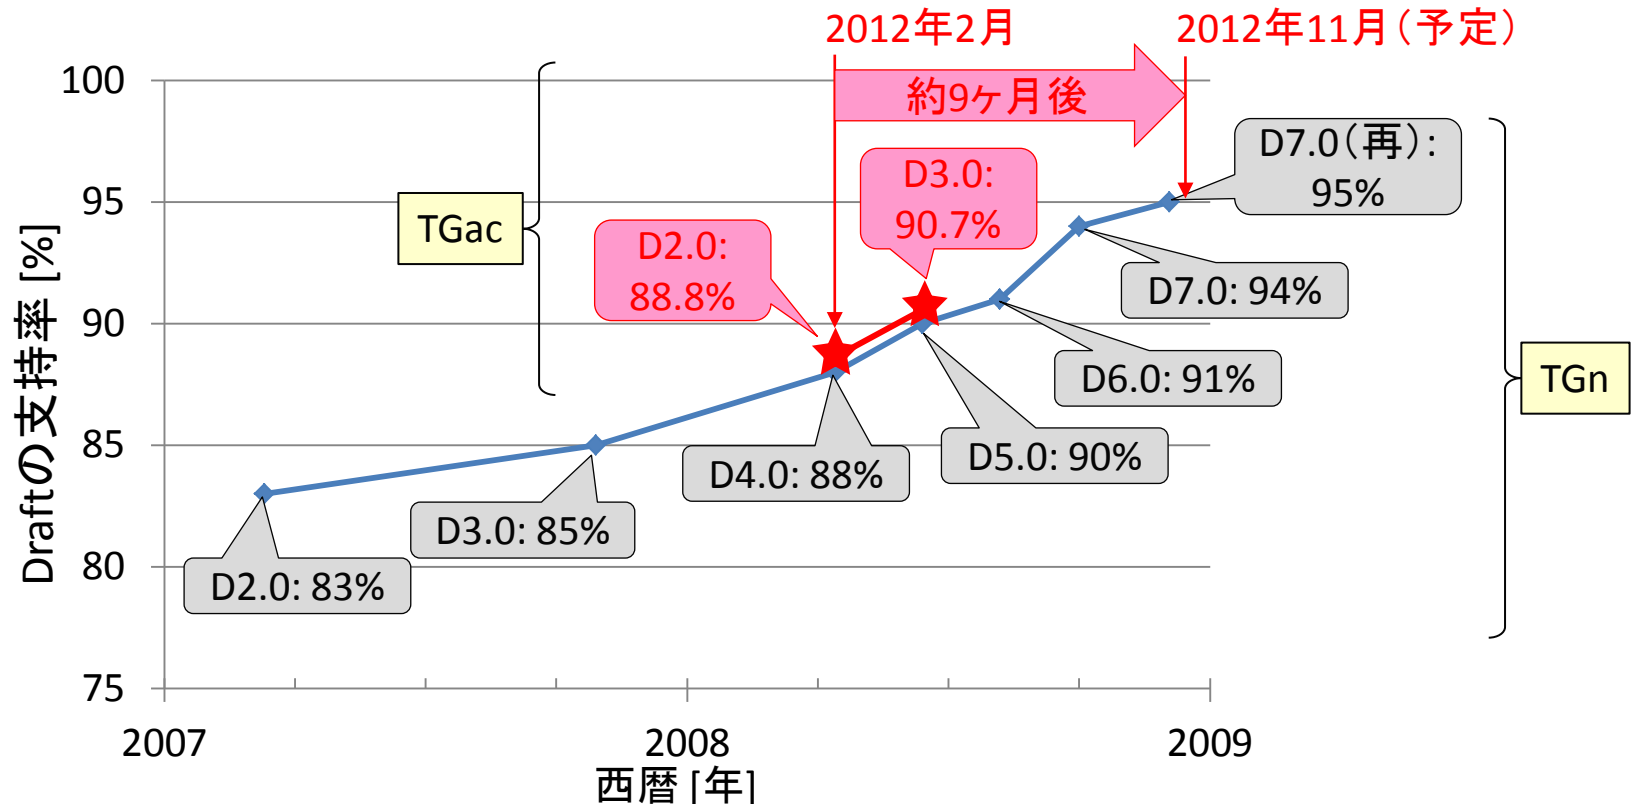 2012年2月
2012年11月(予定)
約9ヶ月後
100
95
90
85
80
75
Draftの支持率 [%]
TGac
D2.0:
88.8%
D3.0:
90.7%
D7.0(再):
95%
D7.0: 94%
D6.0: 91%
D5.0: 90%
D4.0: 88%
D3.0: 85%
D2.0: 83%
TGn
2007
2008
2009
西暦 [年]